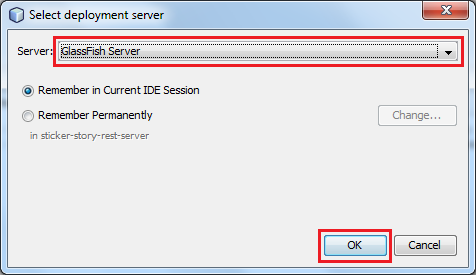 Select deployment server
Server: GlassFish Server
Remember in Current IDE Session
Remember Permanently
Change...
in sticker-story-rest-server
OK
Cancel